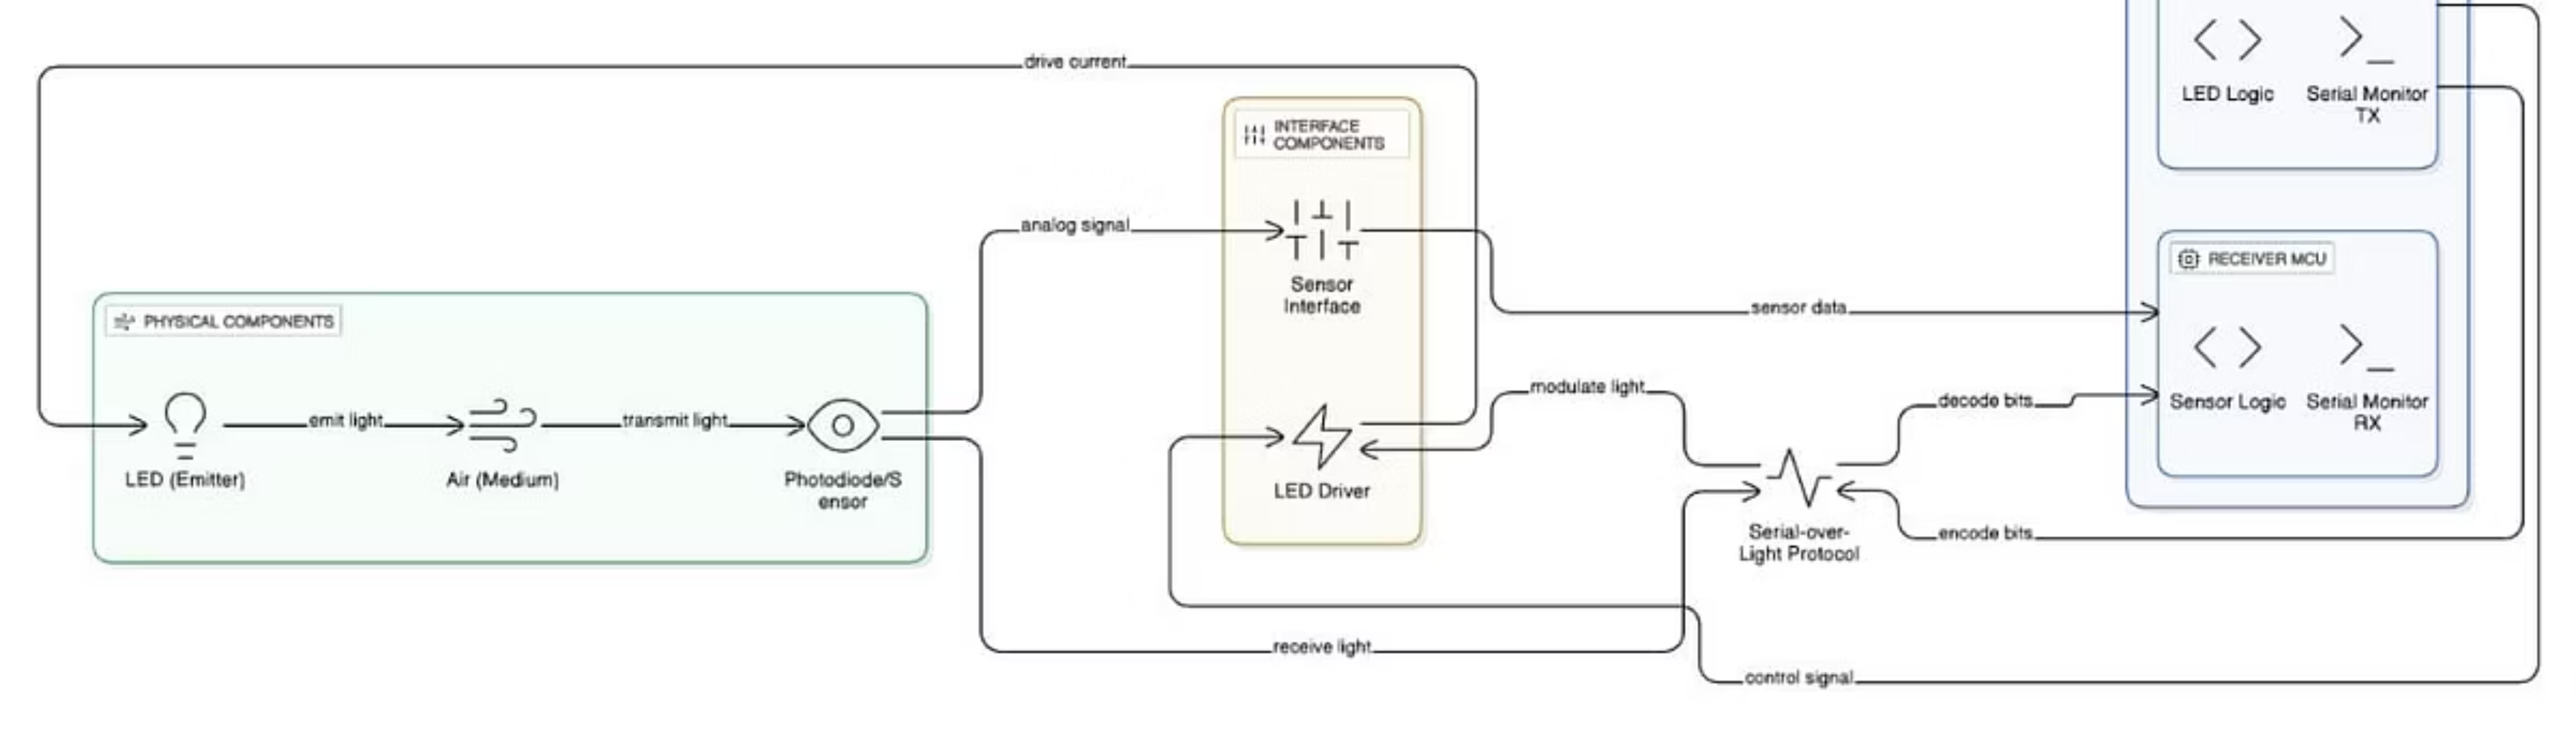 drive current
LED Logic
Serial Monitor
TX
INTERFACE
COMPONENTS
analog signal
Sensor
Interface
RECEIVER MCU
sensor data
PHYSICAL COMPONENTS
emit light
transmit light
LED (Emitter)
Air (Medium)
Photodiode/S
ensor
LED Driver
modulate light
decode bits
Sensor Logic
Serial Monitor
RX
Serial-over-
Light Protocol
encode bits
receive light
control signal